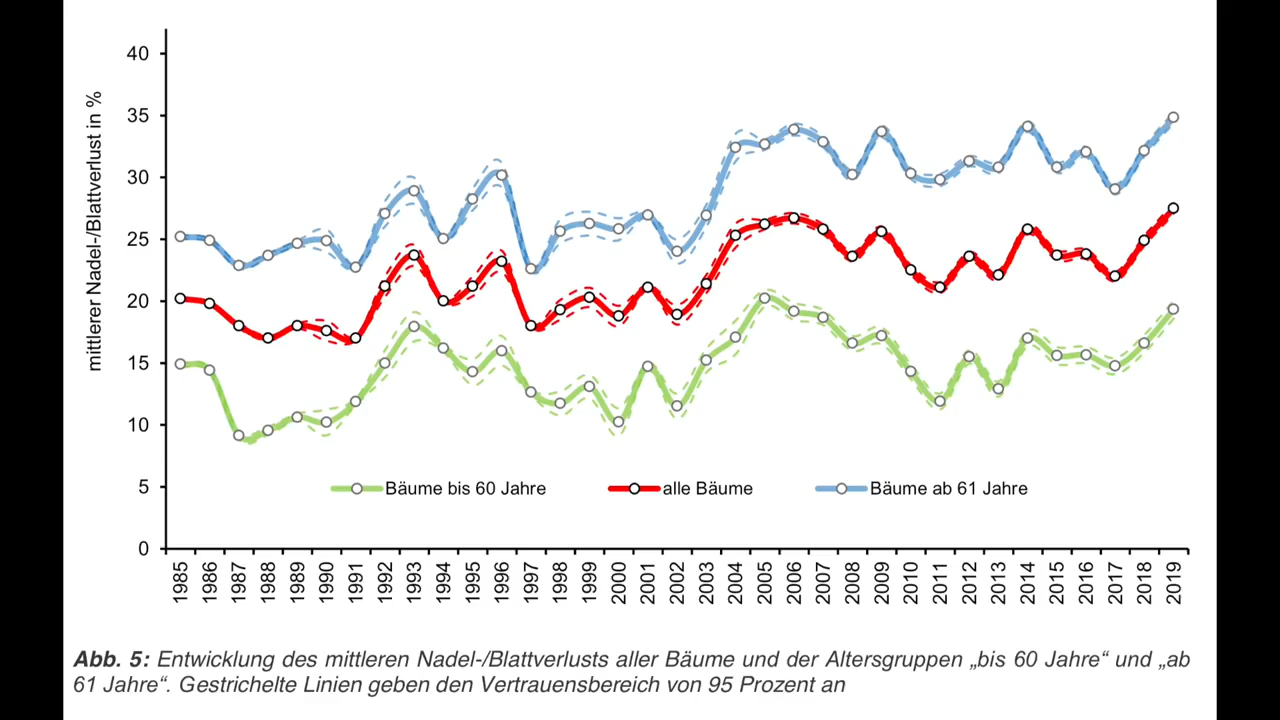 mittlerer Nadel-/Blattverlust in %
40
35
30
25
20
15
10
5
0
Bäume bis 60 Jahre alle Bäume Bäume ab 61 Jahre
1985 1986 1987 1988 1989 1990 1991 1992 1993 1994 1995 1996 1997 1998 1999 2000 2001 2002 2003 2004 2005 2006 2007 2008 2009 2010 2011 2012 2013 2014 2015 2016 2017 2018 2019
Abb. 5: Entwicklung des mittleren Nadel-/Blattverlusts aller Bäume und der Altersgruppen „bis 60 Jahre“ und „ab
61 Jahre“. Gestrichelte Linien geben den Vertrauensbereich von 95 Prozent an